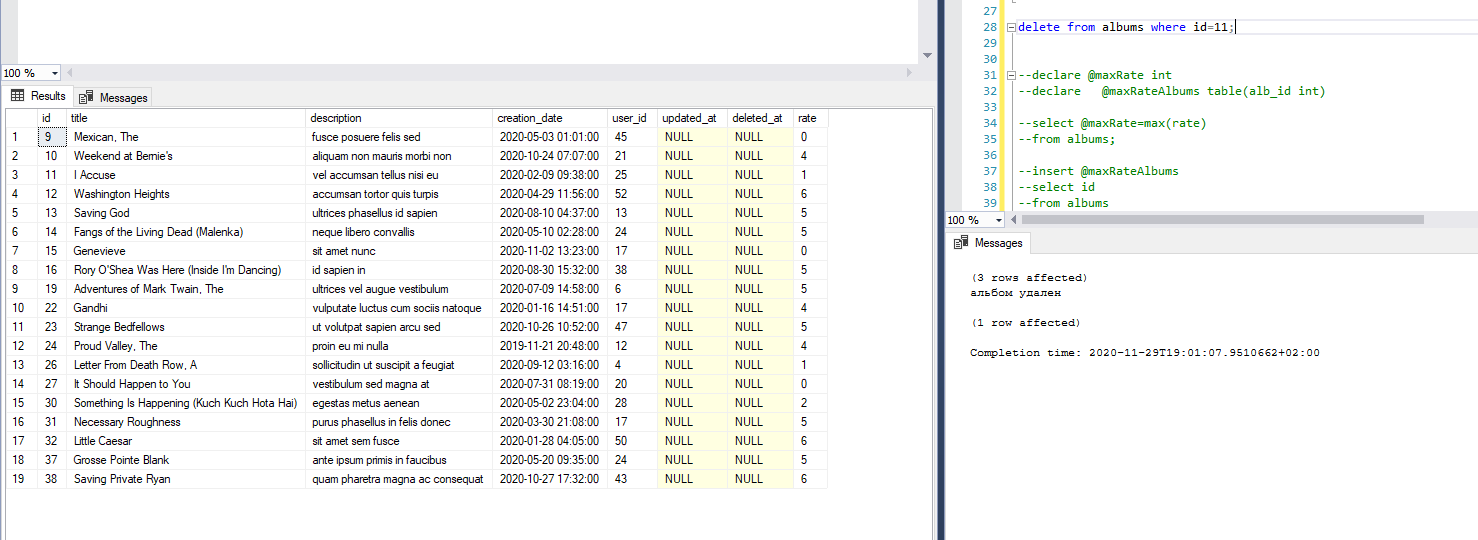 100 %
Results Messages
id title description creation_date user_id updated_at deleted_at rate
1 9 Mexican, The fusce posuere felis sed 2020-05-03 01:01:00 45 NULL NULL 0
2 10 Weekend at Bernie's aliquam non mauris morbi non 2020-10-24 07:07:00 21 NULL NULL 4
3 11 I Accuse vel accumsan tellus nisi eu 2020-02-09 09:38:00 25 NULL NULL 1
4 12 Washington Heights accumsan tortor quis turpis 2020-04-29 11:56:00 52 NULL NULL 6
5 13 Saving God ultrices phasellus id sapien 2020-08-10 04:37:00 13 NULL NULL 5
6 14 Fangs of the Living Dead (Malenka) neque libero convallis 2020-05-10 02:28:00 24 NULL NULL 5
7 15 Genevieve sit amet nunc 2020-11-02 13:23:00 17 NULL NULL 0
8 16 Rory O'Shea Was Here (Inside I'm Dancing) id sapien in 2020-08-30 15:32:00 38 NULL NULL 5
9 19 Adventures of Mark Twain, The ultrices vel augue vestibulum 2020-07-09 14:58:00 6 NULL NULL 5
10 22 Gandhi vulputate luctus cum sociis natoque 2020-01-16 14:51:00 17 NULL NULL 4
11 23 Strange Bedfellows ut volutpat sapien arcu sed 2020-10-26 10:52:00 47 NULL NULL 5
12 24 Proud Valley, The proin eu mi nulla 2019-11-21 20:48:00 12 NULL NULL 4
13 26 Letter From Death Row, A sollicitudin ut suscipit a feugiat 2020-09-12 03:16:00 4 NULL NULL 1
14 27 It Should Happen to You vestibulum sed magna at 2020-07-31 08:19:00 20 NULL NULL 0
15 30 Something Is Happening (Kuch Kuch Hota Hai) egestas metus aenean 2020-05-02 23:04:00 28 NULL NULL 2
16 31 Necessary Roughness purus phasellus in felis donec 2020-03-30 21:08:00 17 NULL NULL 5
17 32 Little Caesar sit amet sem fusce 2020-01-28 04:05:00 50 NULL NULL 6
18 37 Grosse Pointe Blank ante ipsum primis in faucibus 2020-05-20 09:35:00 24 NULL NULL 5
19 38 Saving Private Ryan quam pharetra magna ac consequat 2020-10-27 17:32:00 43 NULL NULL 6
27
28 delete from albums where id=11;
29
30
31 --declare @maxRate int
32 --declare @maxRateAlbums table(alb_id int)
33
34 --select @maxRate=max(rate)
35 --from albums;
36
37 --insert @maxRateAlbums
38 --select id
39 --from albums
100 %
Messages
(3 rows affected)
альбом удален
(1 row affected)
Completion time: 2020-11-29T19:01:07.9510662+02:00